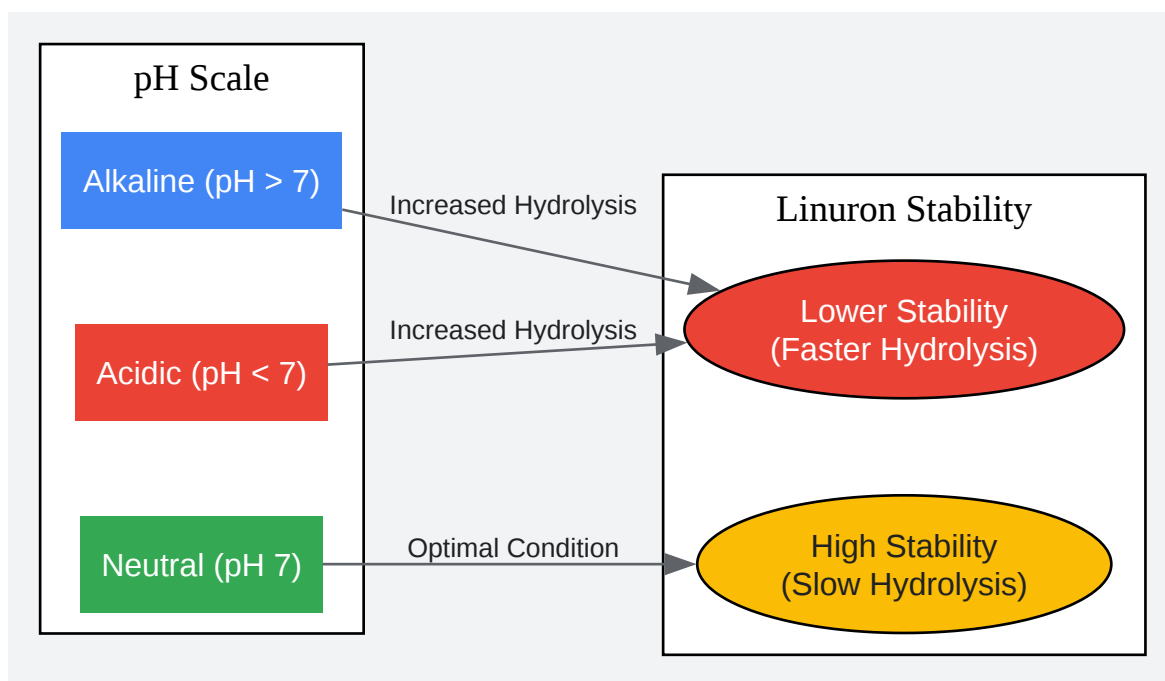 pH Scale
Alkaline (pH > 7)
Acidic (pH < 7)
Neutral (pH 7)
Increased Hydrolysis
Increased Hydrolysis
Optimal Condition
Linuron Stability
Lower Stability
(Faster Hydrolysis)
High Stability
(Slow Hydrolysis)